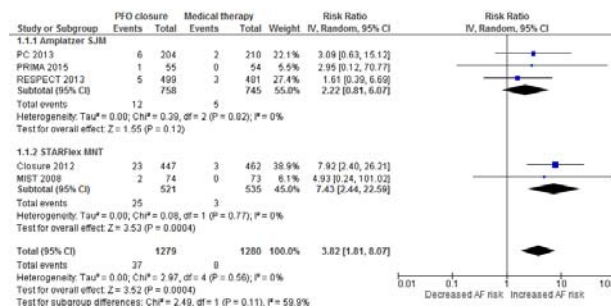 PFO closure Medical therapy Risk Ratio Risk Ratio
Study or Subgroup Events Total Events Total Weight IV, Random, 95% CI IV, Random, 95% CI
1.1.1 Amplatzer SJM
PC 2013 6 204 2 210 22.1% 3.09 [0.63, 15.12]
PRIMA 2015 1 55 0 54 5.5% 2.95 [0.12, 70.77]
RESPECT 2013 5 499 3 481 27.4% 1.61 [0.39, 6.69]
Subtotal (95% CI) 758 745 55.0% 2.22 [0.81, 6.07]
Total events 12 5
Heterogeneity: Tau² = 0.00; Chi² = 0.39, df = 2 (P = 0.82); I² = 0%
Test for overall effect: Z = 1.55 (P = 0.12)
1.1.2 STARFlex MNT
Closure 2012 23 447 3 462 38.9% 7.92 [2.40, 26.21]
MIST 2008 2 74 0 73 6.1% 4.93 [0.24, 101.02]
Subtotal (95% CI) 521 535 45.0% 7.43 [2.44, 22.59]
Total events 25 3
Heterogeneity: Tau² = 0.00; Chi² = 0.08, df = 1 (P = 0.77); I² = 0%
Test for overall effect: Z = 3.53 (P = 0.0004)
Total (95% CI) 1279 1280 100.0% 3.82 [1.81, 8.07]
Total events 37 8
Heterogeneity: Tau² = 0.00; Chi² = 2.97, df = 4 (P = 0.56); I² = 0%
Test for overall effect: Z = 3.52 (P = 0.0004)
Test for subgroup differences: Chi² = 2.49, df = 1 (P = 0.11), I² = 59.9%
0.01 0.1 1 10 100
Decreased AF risk Increased AF risk